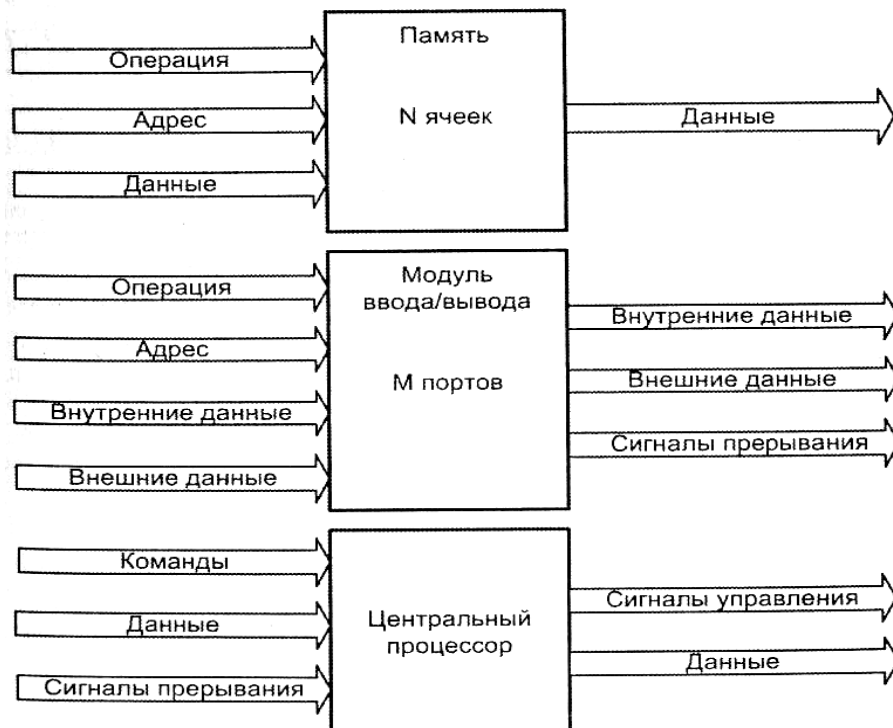 Память
Операция
Адрес
N ячеек
Данные
Данные
Модуль
ввода/вывода
Операция
Внутренние данные
Адрес
М портов
Внешние данные
Внутренние данные
Сигналы прерывания
Внешние данные
Команды
Сигналы управления
Данные
Центральный
процессор
Данные
Сигналы прерывания